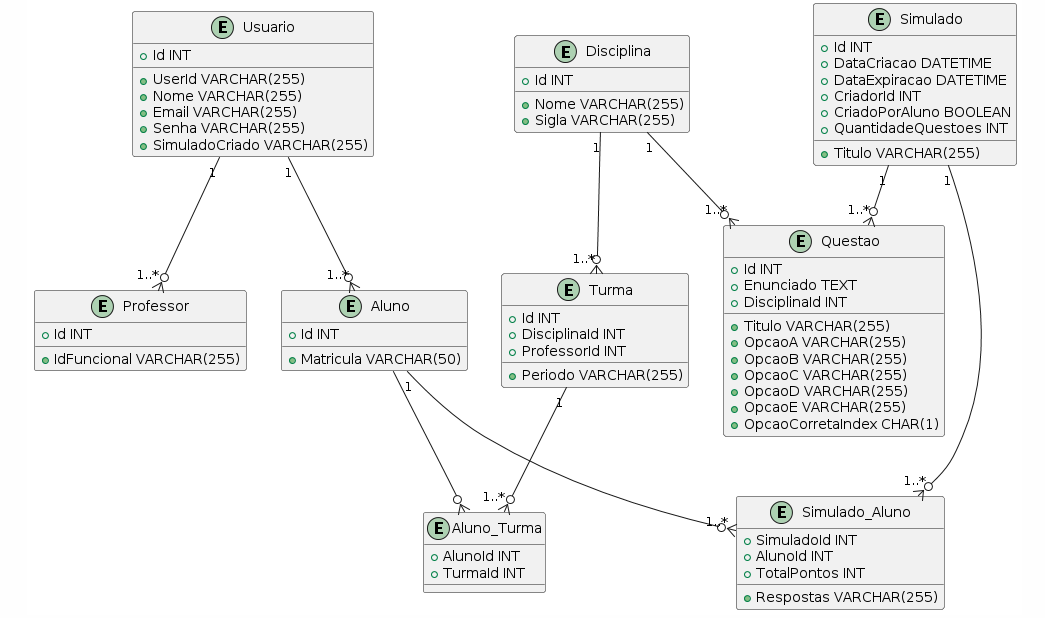 E Usuario
Id INT
UserId VARCHAR(255)
Nome VARCHAR(255)
Email VARCHAR(255)
Senha VARCHAR(255)
SimuladoCriado VARCHAR(255)
E Disciplina
Id INT
Nome VARCHAR(255)
Sigla VARCHAR(255)
E Simulado
Id INT
DataCriacao DATETIME
DataExpiracao DATETIME
CriadorId INT
CriadoPorAluno BOOLEAN
QuantidadeQuestoes INT
Titulo VARCHAR(255)
1
1
1
1
1
1
1..*
1..*
1..*
1..*
1..*
E Professor
Id INT
IdFuncional VARCHAR(255)
E Aluno
Id INT
Matricula VARCHAR(50)
E Turma
Id INT
DisciplinaId INT
ProfessorId INT
Periodo VARCHAR(255)
E Questao
Id INT
Enunciado TEXT
DisciplinaId INT
Titulo VARCHAR(255)
OpcaoA VARCHAR(255)
OpcaoB VARCHAR(255)
OpcaoC VARCHAR(255)
OpcaoD VARCHAR(255)
OpcaoE VARCHAR(255)
OpcaoCorretaIndex CHAR(1)
1
1
1..*
1..*
1..*
E Aluno_Turma
AlunoId INT
TurmaId INT
E Simulado_Aluno
SimuladoId INT
AlunoId INT
TotalPontos INT
Respostas VARCHAR(255)